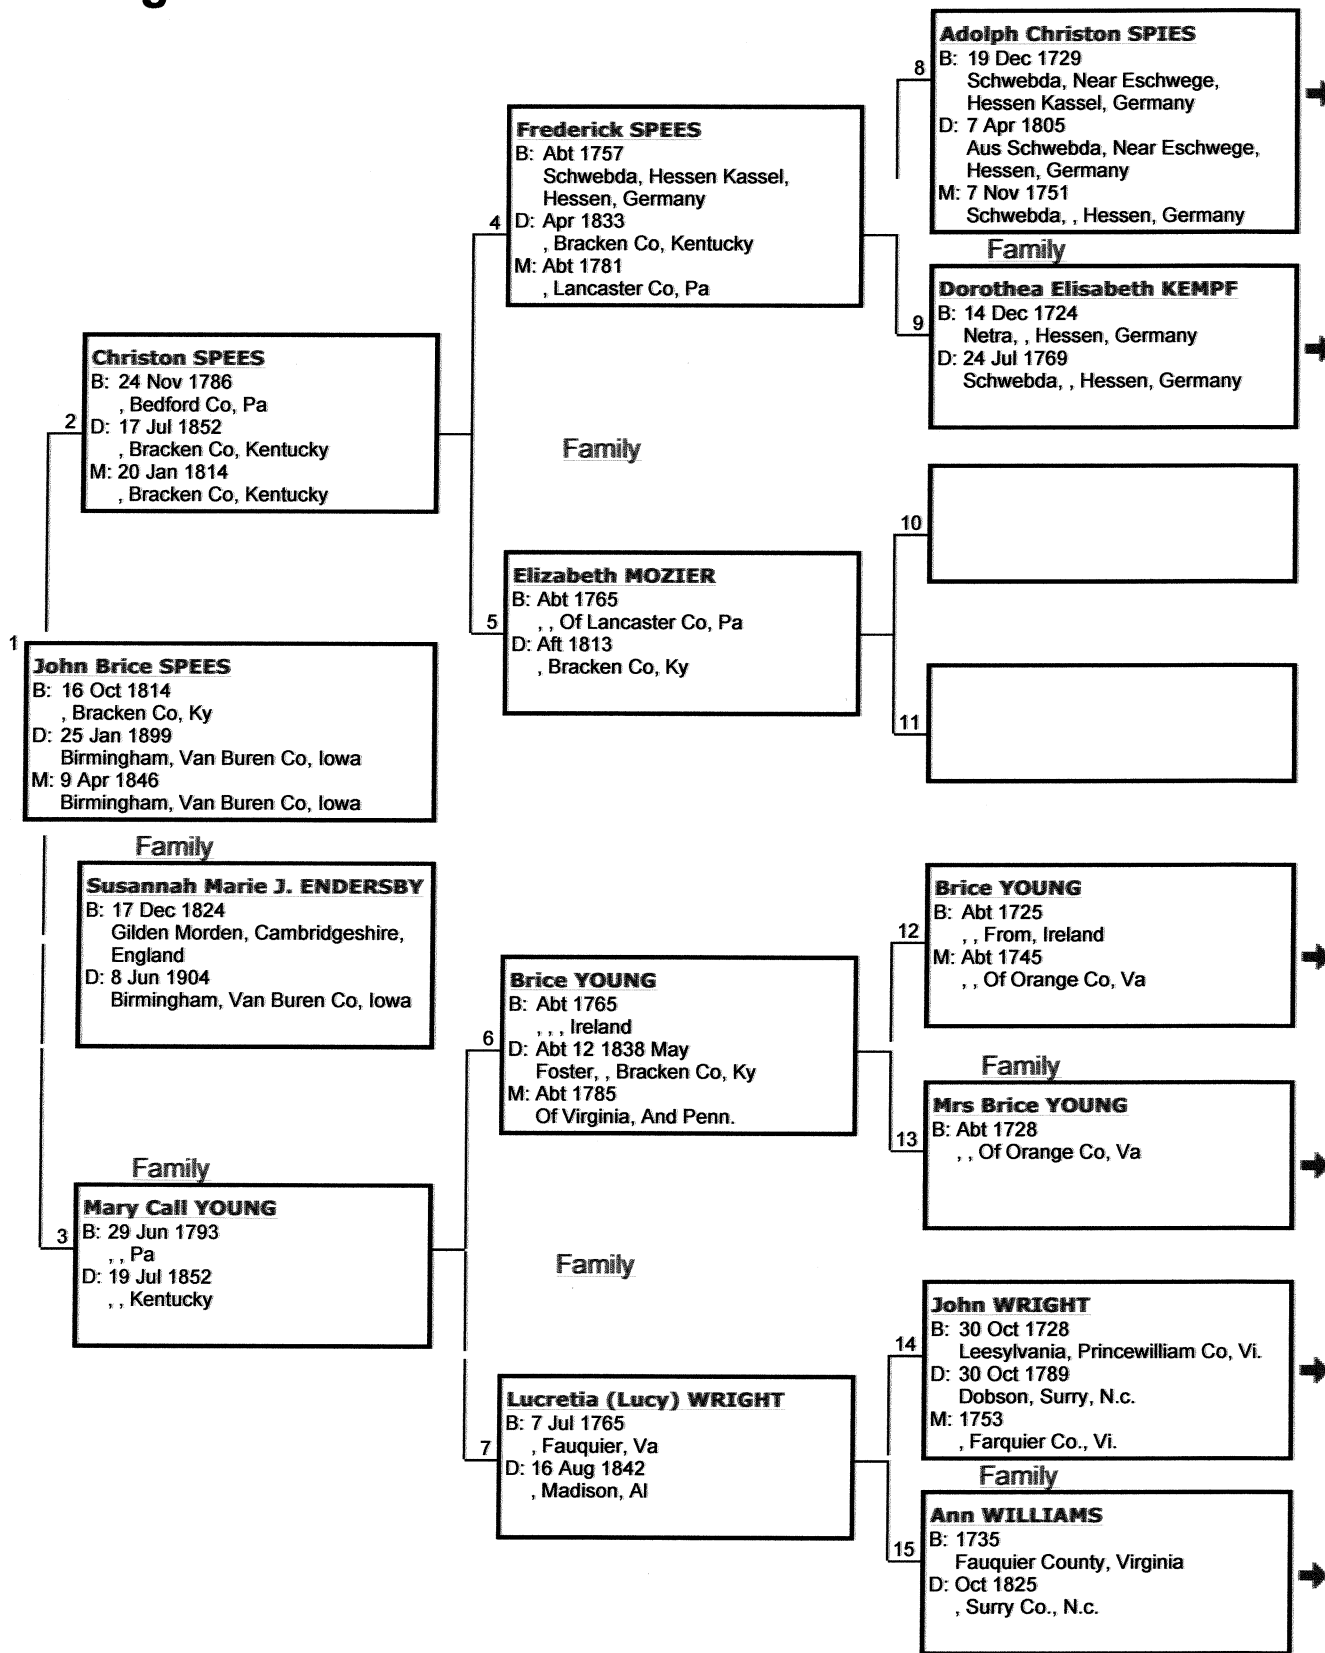 1
John Brice SPEES
B: 16 Oct 1814
, Bracken Co, Ky
D: 25 Jan 1899
Birmingham, Van Buren Co, Iowa
M: 9 Apr 1846
Birmingham, Van Buren Co, Iowa
Family
Susannah Marie J. ENDERSBY
B: 17 Dec 1824
Gilden Morden, Cambridgeshire,
England
D: 8 Jun 1904
Birmingham, Van Buren Co, Iowa
2
Christon SPEES
B: 24 Nov 1786
, Bedford Co, Pa
D: 17 Jul 1852
, Bracken Co, Kentucky
M: 20 Jan 1814
, Bracken Co, Kentucky
Family
3
Mary Call YOUNG
B: 29 Jun 1793
, , Pa
D: 19 Jul 1852
, , Kentucky
4
Frederick SPEES
B: Abt 1757
Schwebda, Hessen Kassel,
Hessen, Germany
D: Apr 1833
, Bracken Co, Kentucky
M: Abt 1781
, Lancaster Co, Pa
Family
5
Elizabeth MOZIER
B: Abt 1765
, , Of Lancaster Co, Pa
D: Aft 1813
, Bracken Co, Ky
6
Brice YOUNG
B: Abt 1765
, , , Ireland
D: Abt 12 1838 May
Foster, , Bracken Co, Ky
M: Abt 1785
Of Virginia, And Penn.
Family
7
Lucretia (Lucy) WRIGHT
B: 7 Jul 1765
, Fauquier, Va
D: 16 Aug 1842
, Madison, Al
8
Adolph Christon SPIES
B: 19 Dec 1729
Schwebda, Near Eschwege,
Hessen Kassel, Germany
D: 7 Apr 1805
Aus Schwebda, Near Eschwege,
Hessen, Germany
M: 7 Nov 1751
Schwebda, , Hessen, Germany
Family
9
Dorothea Elisabeth KEMPF
B: 14 Dec 1724
Netra, , Hessen, Germany
D: 24 Jul 1769
Schwebda, , Hessen, Germany
10
11
12
Brice YOUNG
B: Abt 1725
, , From, Ireland
M: Abt 1745
, , Of Orange Co, Va
Family
13
Mrs Brice YOUNG
B: Abt 1728
, , Of Orange Co, Va
14
John WRIGHT
B: 30 Oct 1728
Leesylvania, Princewilliam Co, Vi.
D: 30 Oct 1789
Dobson, Surry, N.c.
M: 1753
, Farquier Co., Vi.
Family
15
Ann WILLIAMS
B: 1735
Fauquier County, Virginia
D: Oct 1825
, Surry Co., N.c.